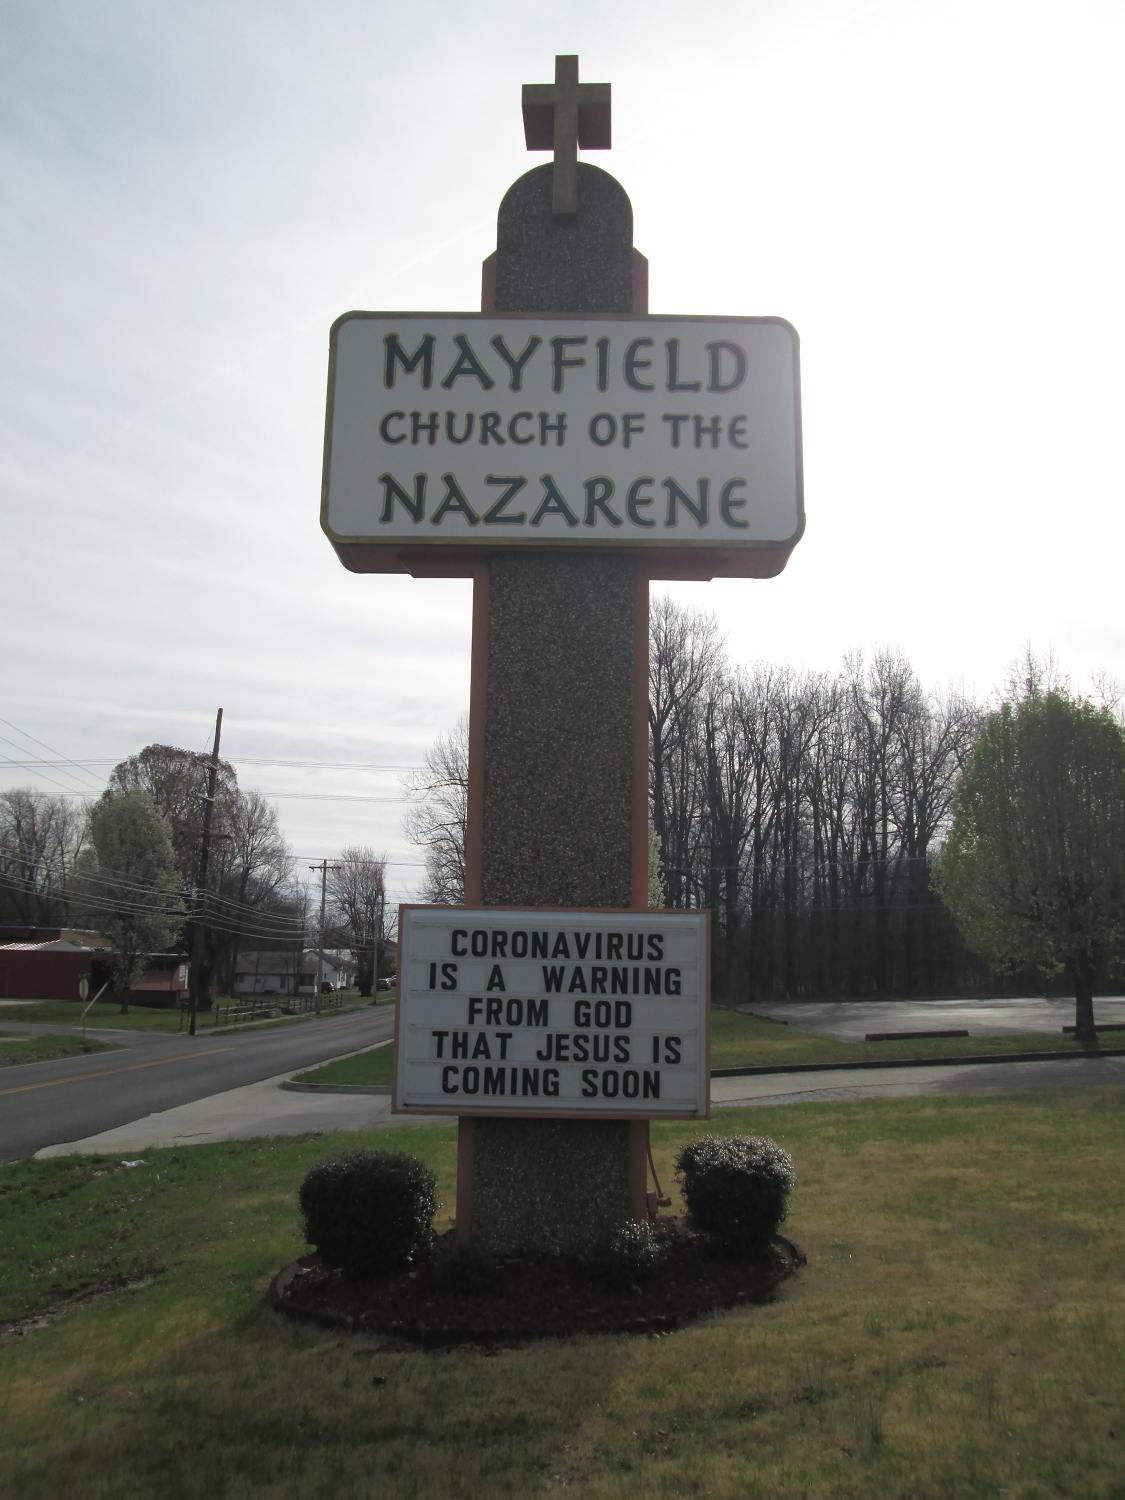 MAYFIELD
CHURCH OF THE
NAZARENE
CORONAVIRUS
IS A WARNING
FROM GOD
THAT JESUS IS
COMING SOON